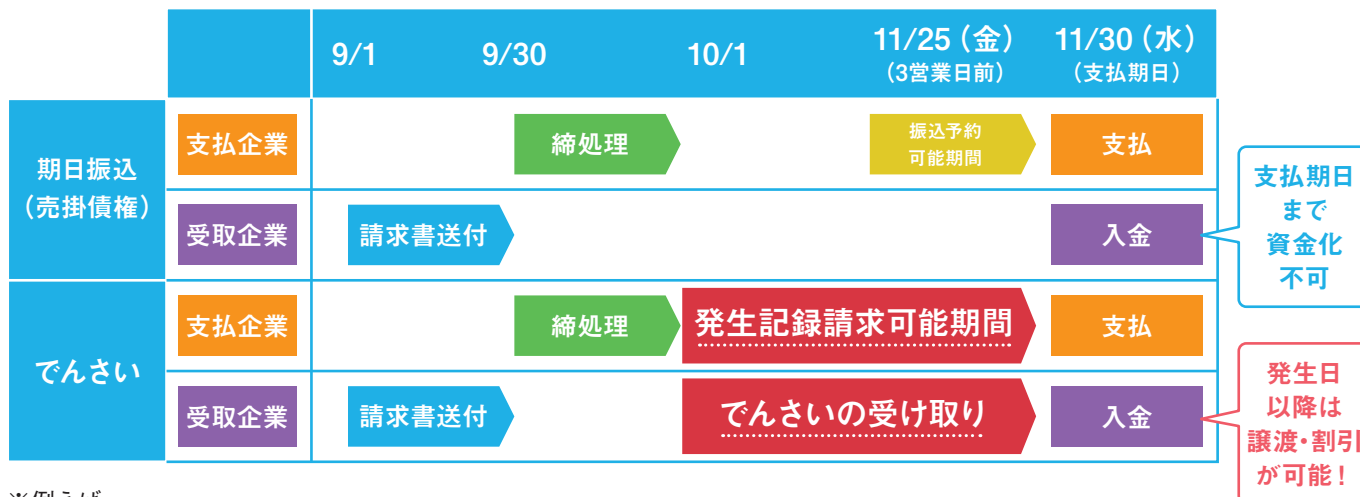 9/1
9/30
10/1
11/25（金）
（3営業日前）
11/30（水）
（支払期日）
期日振込
（売掛債権）
支払企業
締処理
振込予約
可能期間
支払
受取企業
請求書送付
入金
支払期日
まで
資金化
不可
でんさい
支払企業
締処理
発生記録請求可能期間
支払
受取企業
請求書送付
でんさいの受け取り
入金
発生日
以降は
譲渡・割引
が可能！